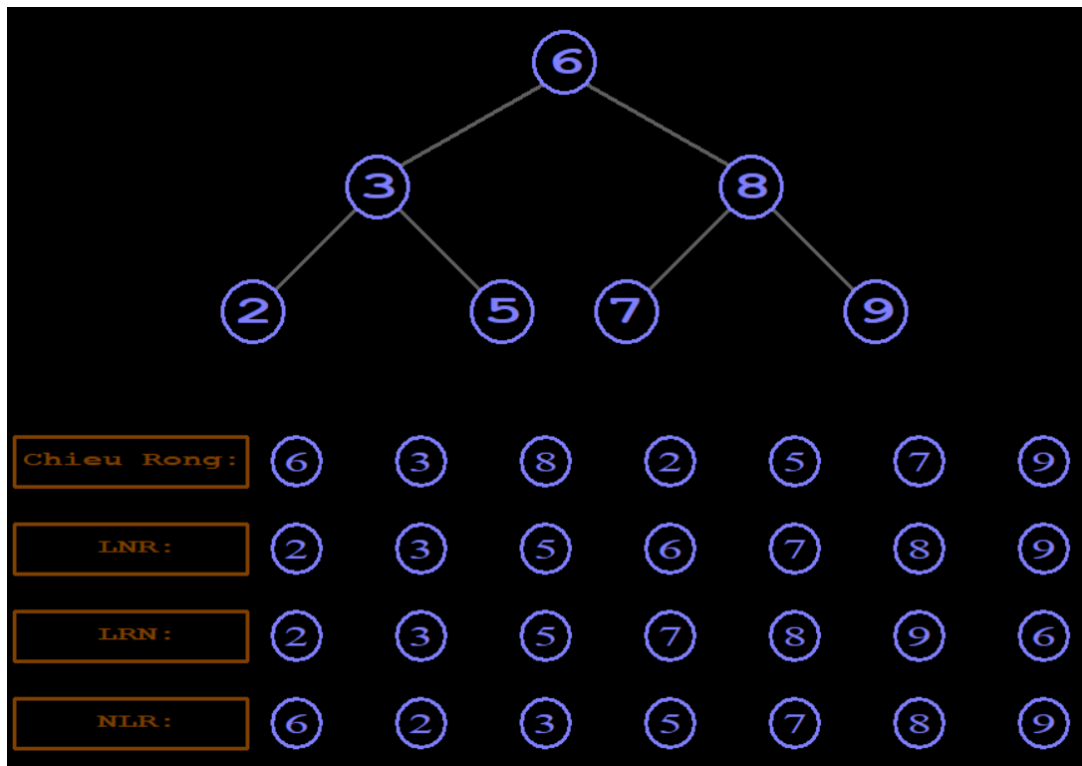 6
3 8
2 5 7 9
Chieu Rong: 6 3 8 2 5 7 9
LNR: 2 3 5 6 7 8 9
LRN: 2 3 5 7 8 9 6
NLR: 6 2 3 5 7 8 9